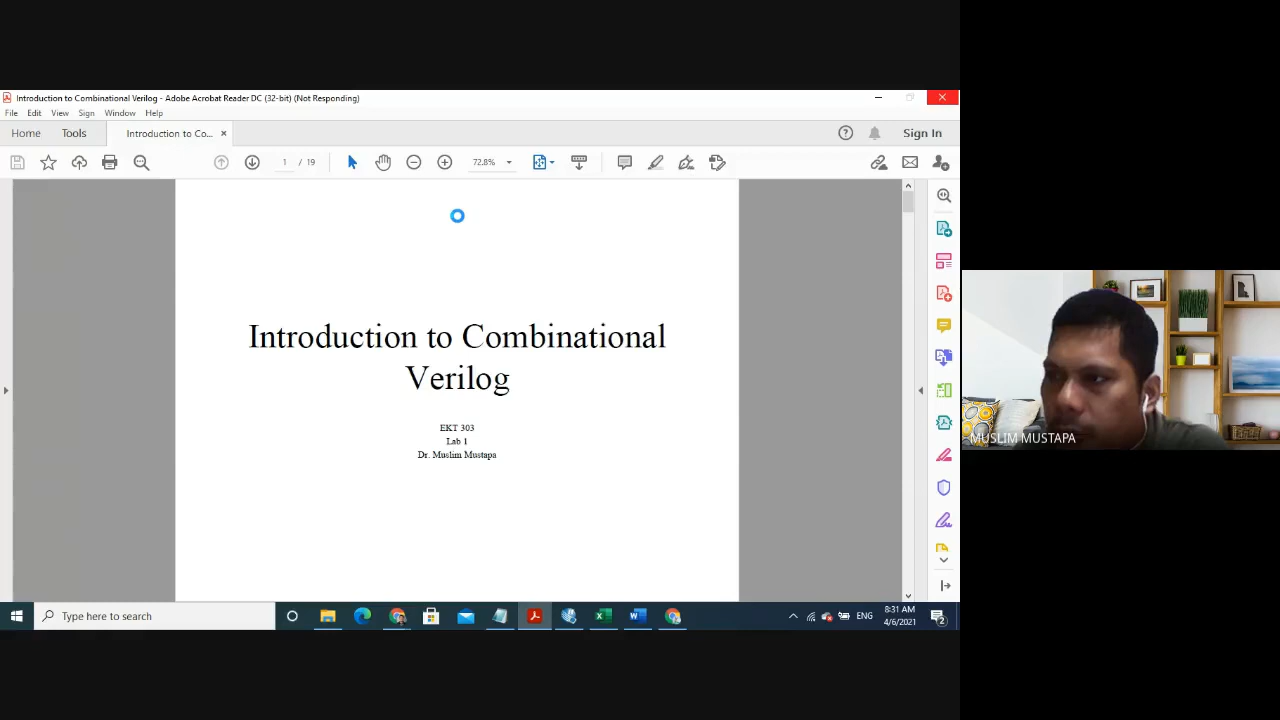 Introduction to Combinational Verilog - Adobe Acrobat Reader DC (32-bit) (Not Responding)
File Edit View Sign Window Help
Home Tools Introduction to Co... × Sign In
1 / 19 72.8%
Introduction to Combinational
Verilog
EKT 303
Lab 1
Dr. Muslim Mustapa
MUSLIM MUSTAPA
Type here to search
ENG
8:31 AM
4/6/2021
2